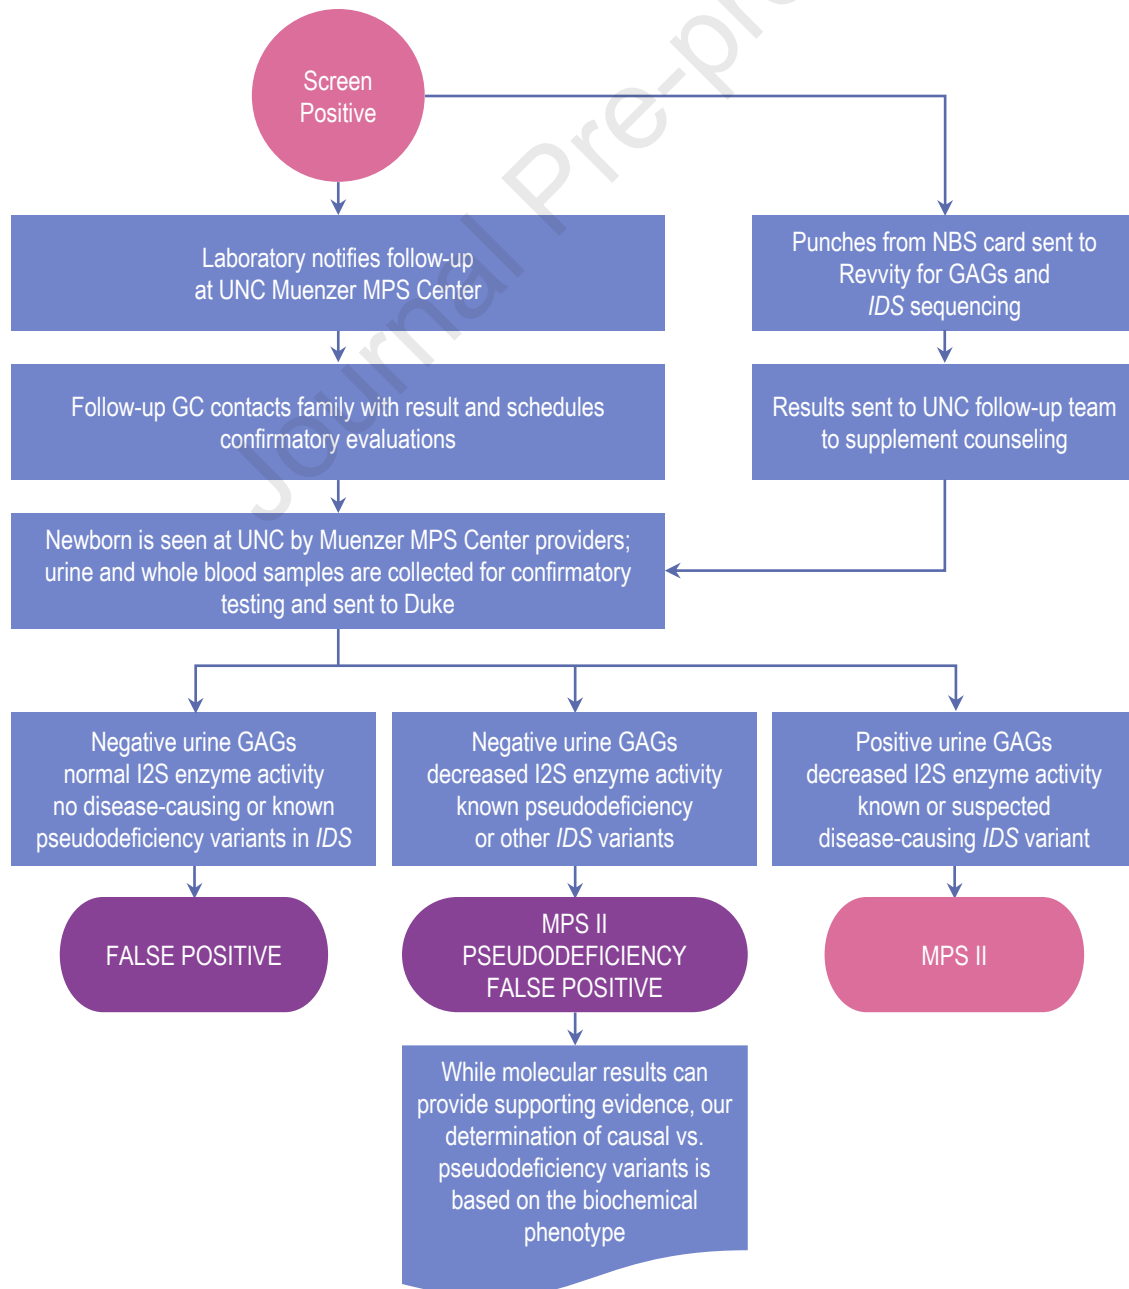 Screen
Positive
Laboratory notifies follow-up
at UNC Muenzer MPS Center
Punches from NBS card sent to
Revvity for GAGs and
IDS sequencing
Follow-up GC contacts family with result and schedules
confirmatory evaluations
Results sent to UNC follow-up team
to supplement counseling
Newborn is seen at UNC by Muenzer MPS Center providers;
urine and whole blood samples are collected for confirmatory
testing and sent to Duke
Negative urine GAGs
normal I2S enzyme activity
no disease-causing or known
pseudodeficiency variants in IDS
Negative urine GAGs
decreased I2S enzyme activity
known pseudodeficiency
or other IDS variants
Positive urine GAGs
decreased I2S enzyme activity
known or suspected
disease-causing IDS variant
FALSE POSITIVE
MPS II
PSEUDODEFICIENCY
FALSE POSITIVE
MPS II
While molecular results can
provide supporting evidence, our
determination of causal vs.
pseudodeficiency variants is
based on the biochemical
phenotype
Journal Pre-pro